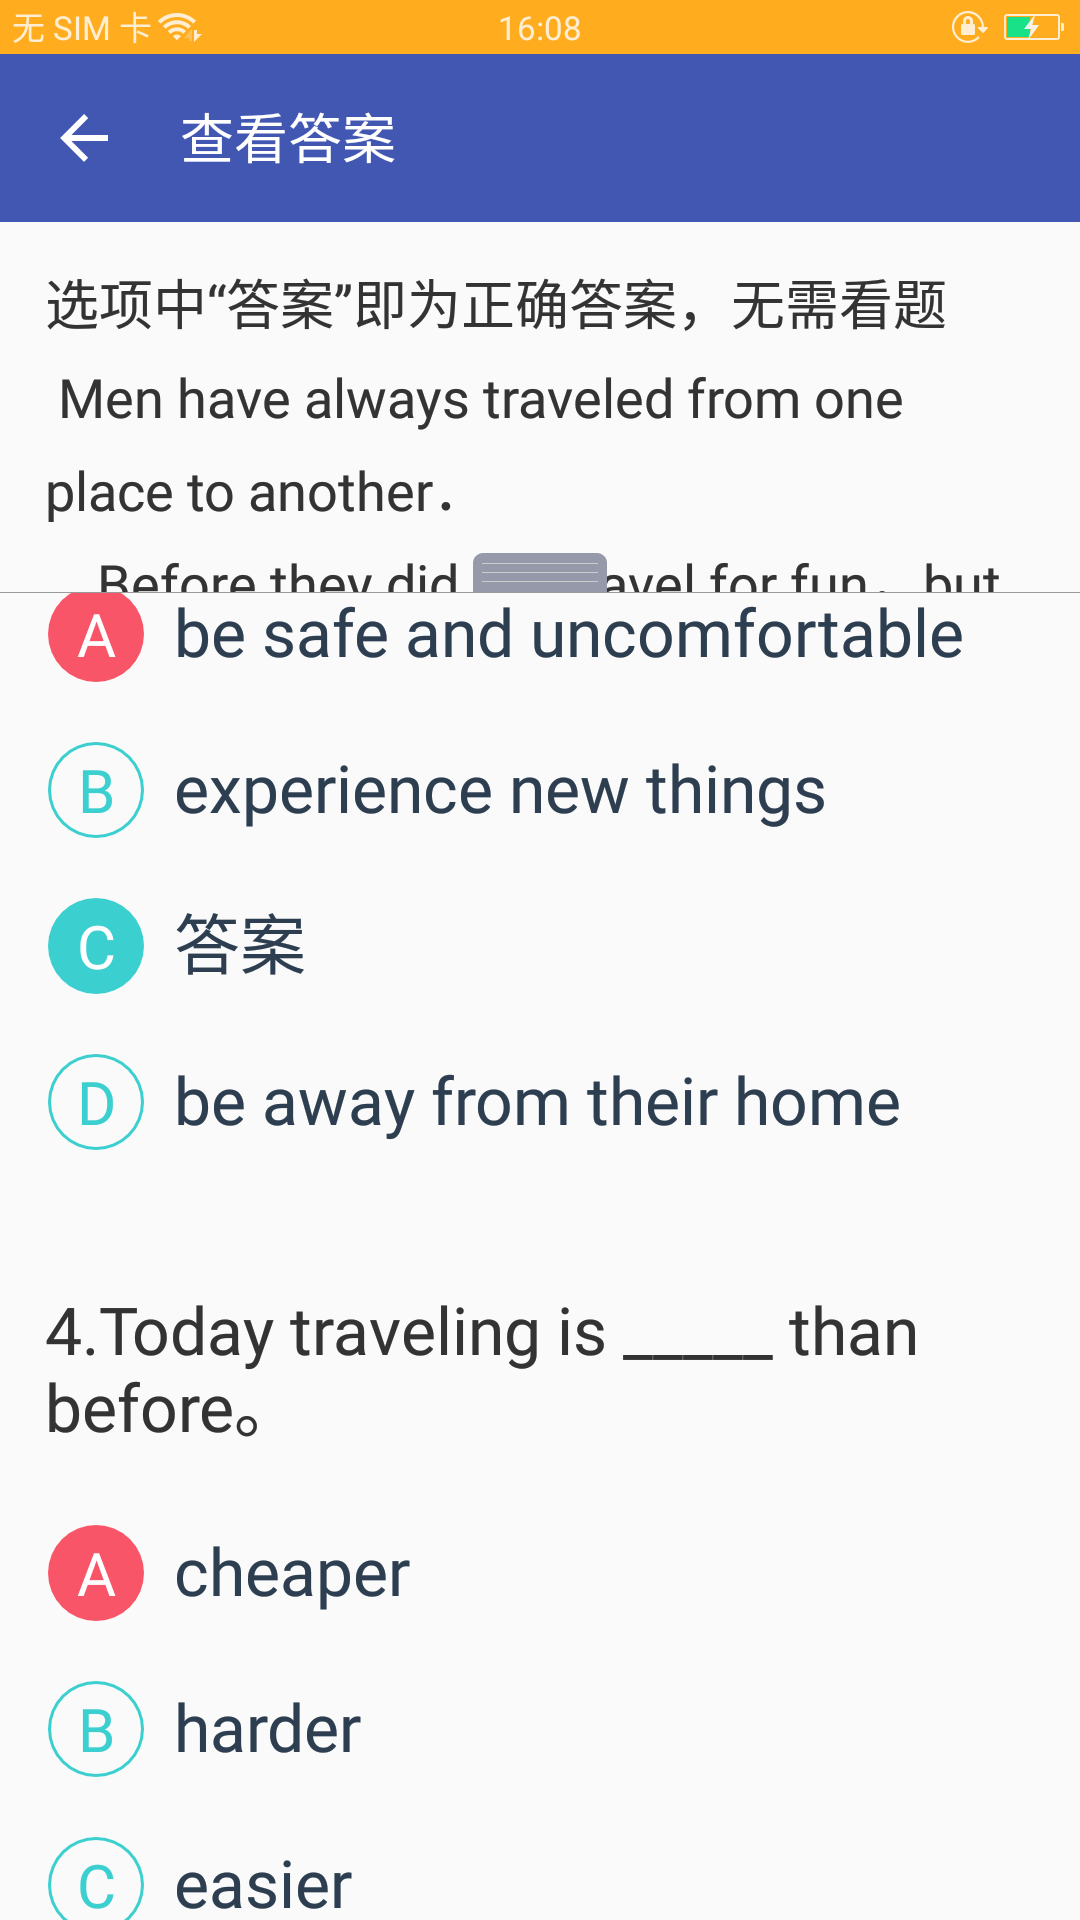 无 SIM 卡
16:08
查看答案
选项中“答案”即为正确答案，无需看题
Men have always traveled from one
place to another．
Before they did avel for fun．but
A be safe and uncomfortable
B experience new things
C 答案
D be away from their home
4.Today traveling is _____ than
before。
A cheaper
B harder
C easier